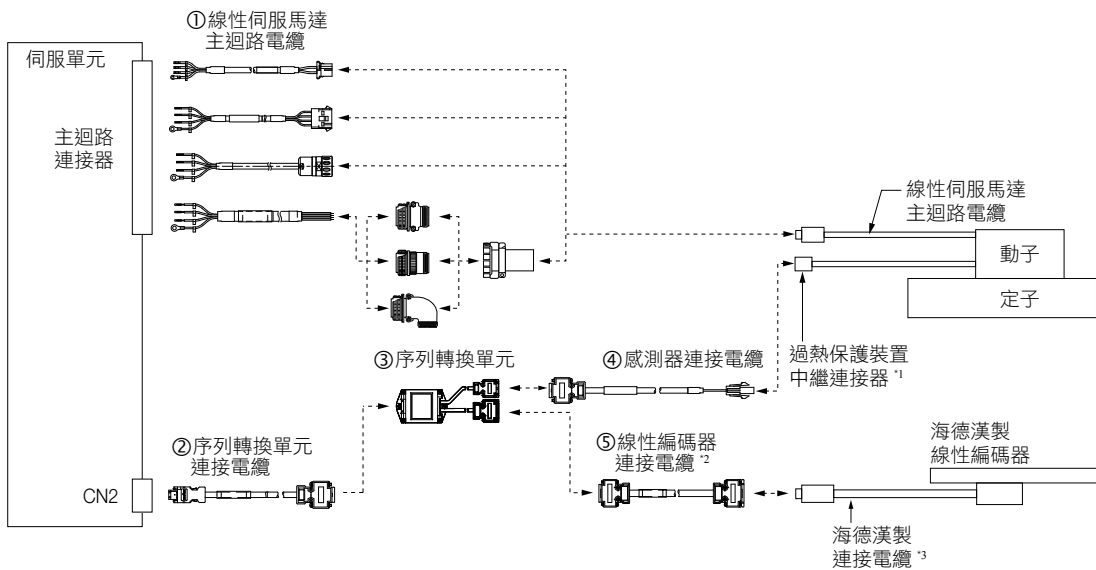 ①線性伺服馬達
主迴路電纜
伺服單元
主迴路
連接器
線性伺服馬達
主迴路電纜
動子
定子
③序列轉換單元
④感測器連接電纜
過熱保護裝置
中繼連接器 *1
②序列轉換單元
連接電纜
⑤線性編碼器
連接電纜 *2
海德漢製
線性編碼器
CN2
海德漢製
連接電纜 *3